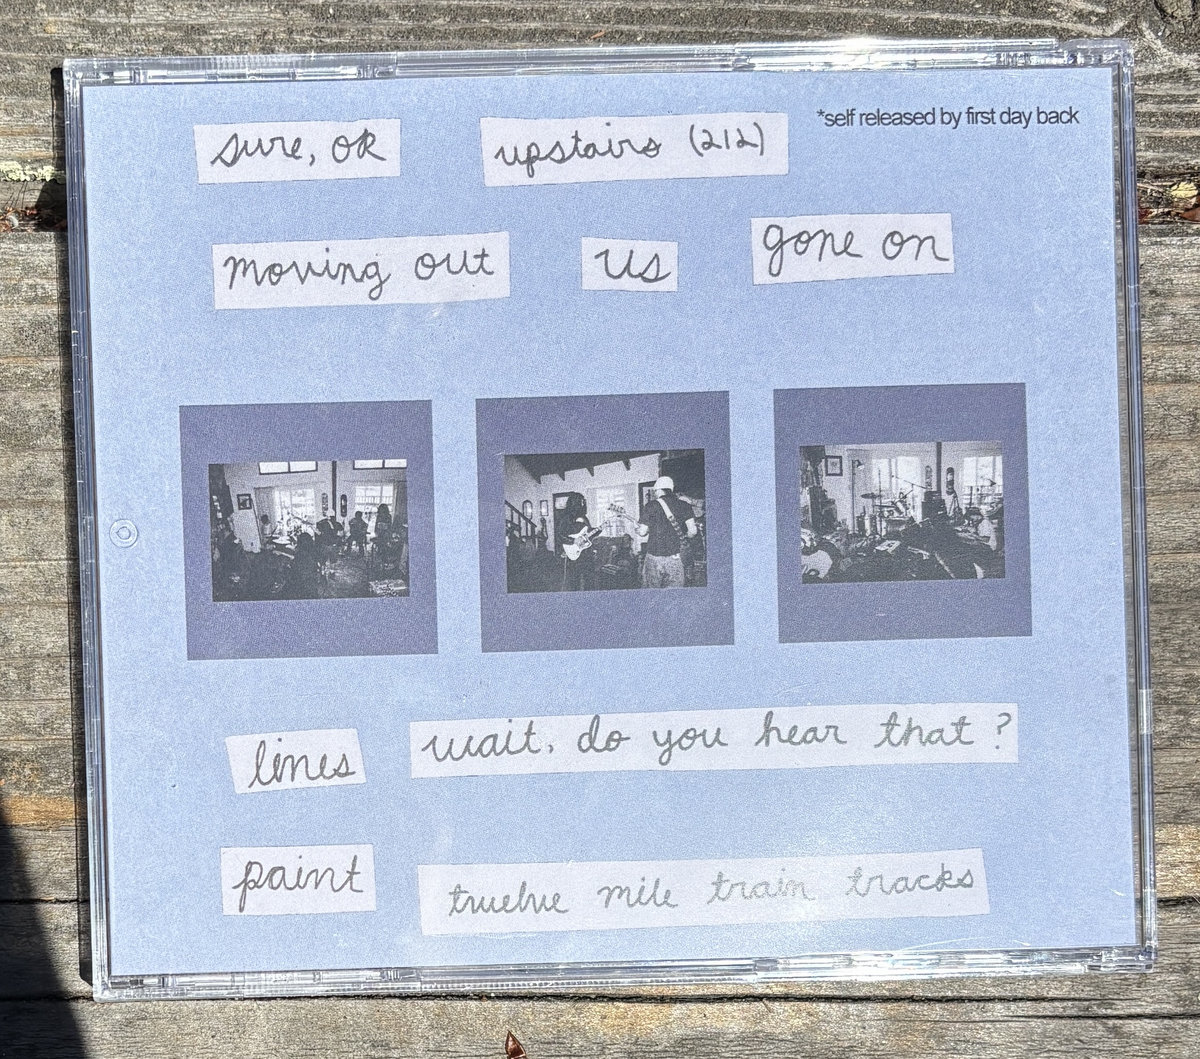 *self released by first day back
sure, ok
upstairs (212)
moving out
us
gone on
lines
wait, do you hear that?
paint
twelve mile train tracks